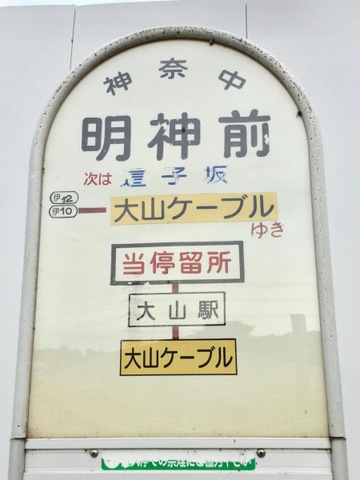 神奈中
明神前
次は 子坂
伊12
伊10
大山ケーブル
ゆき
当停留所
大山駅
大山ケーブル